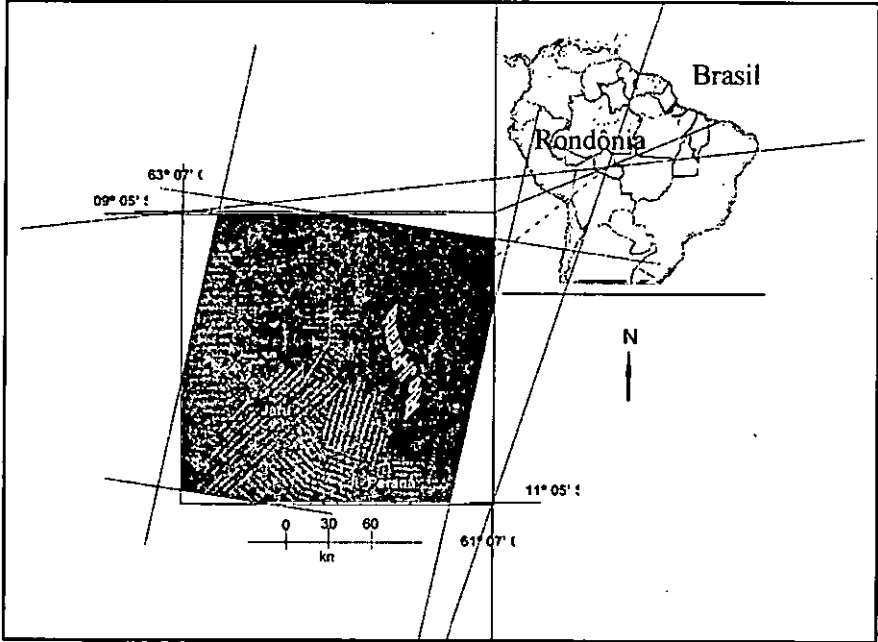 Brasil
Rondônia
63° 07' (
09° 05' S
Jaru
Paraná
N
11° 05' S
0 30 60
km
61° 07' (